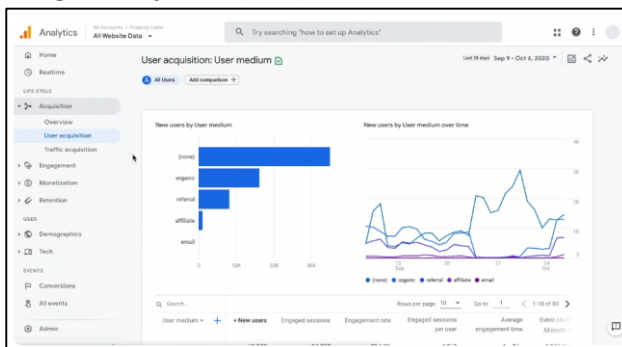 Analytics
All Accounts > Property name
All Website Data
Try searching "how to set up Analytics"
Home
Realtime
LIFE CYCLE
Acquisition
Overview
User acquisition
Traffic acquisition
Engagement
Monetization
Retention
USER
Demographics
Tech
EVENTS
Conversions
All events
Admin
User acquisition: User medium
Last 28 days Sep 9 - Oct 6, 2020
A All Users
Add comparison +
New users by User medium
(none)
organic
referral
affiliate
email
0 10K 20K 30K
New users by User medium over time
4K
3K
2K
1K
0
13 20 27 04
Sep Oct
(none) organic referral affiliate email
Search...
Rows per page: 10
Go to: 1
1-10 of 80
User medium + New users Engaged sessions Engagement rate Engaged sessions per user Average engagement time Event count
All events